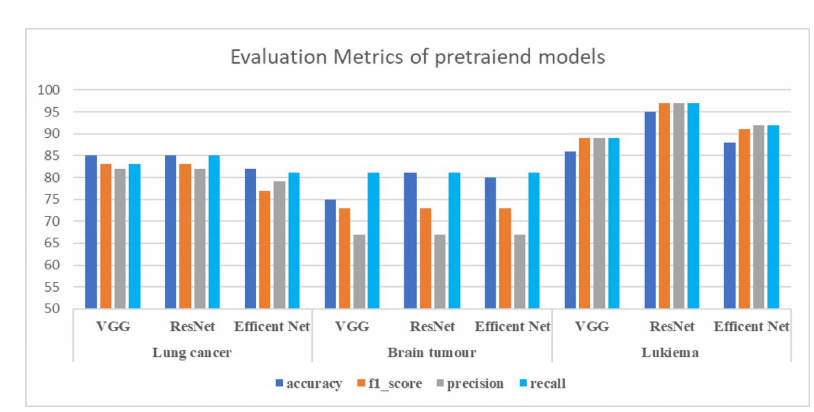 Evaluation Metrics of pretraiend models
100
95
90
85
80
75
70
65
60
55
50
VGG ResNet Efficent Net VGG ResNet Efficent Net VGG ResNet Efficent Net
Lung cancer Brain tumour Lukiema
accuracy f1_score precision recall